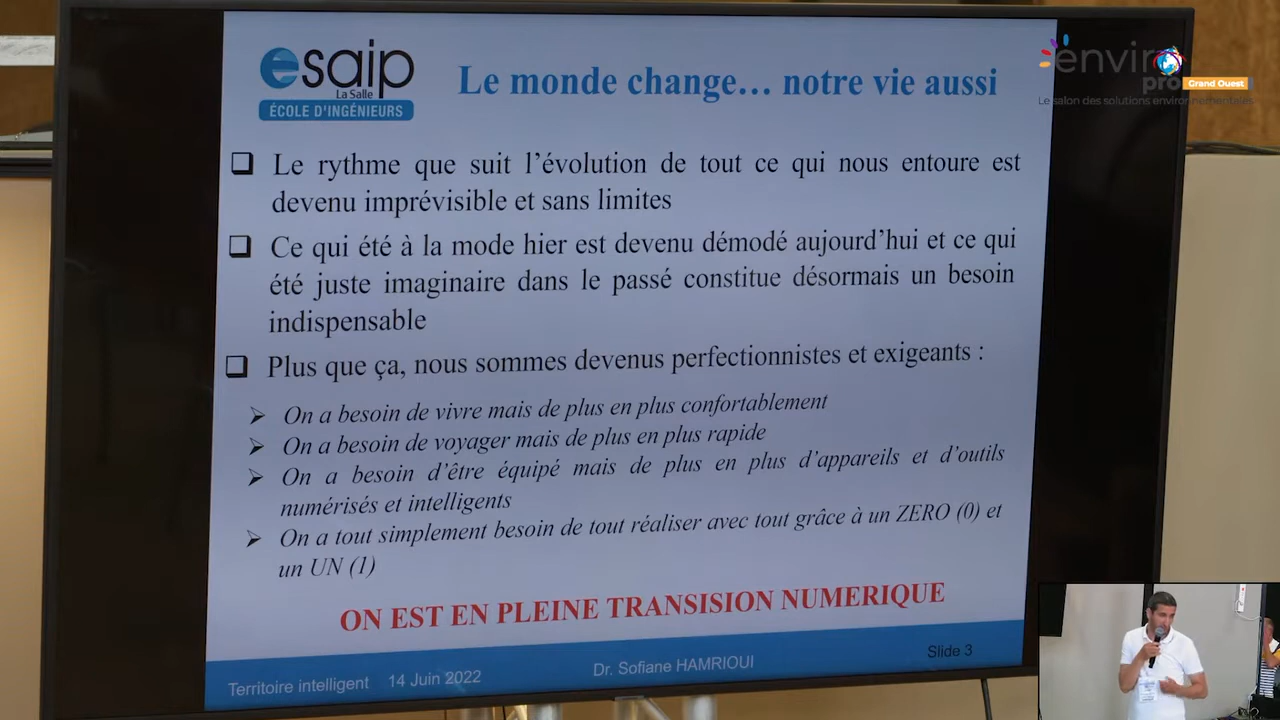 esaip
La Salle
ÉCOLE D'INGÉNIEURS
Le monde change… notre vie aussi
enviro
pro
Grand Ouest
Le salon des solutions environnementales
Le rythme que suit l'évolution de tout ce qui nous entoure est
devenu imprévisible et sans limites
Ce qui été à la mode hier est devenu démodé aujourd'hui et ce qui
été juste imaginaire dans le passé constitue désormais un besoin
indispensable
Plus que ça, nous sommes devenus perfectionnistes et exigeants :
On a besoin de vivre mais de plus en plus confortablement
On a besoin de voyager mais de plus en plus rapide
On a besoin d'être équipé mais de plus en plus d'appareils et d'outils
numérisés et intelligents
On a tout simplement besoin de tout réaliser avec tout grâce à un ZERO (0) et
un UN (1)
ON EST EN PLEINE TRANSISION NUMERIQUE
Territoire intelligent 14 Juin 2022
Dr. Sofiane HAMRIOUI
Slide 3